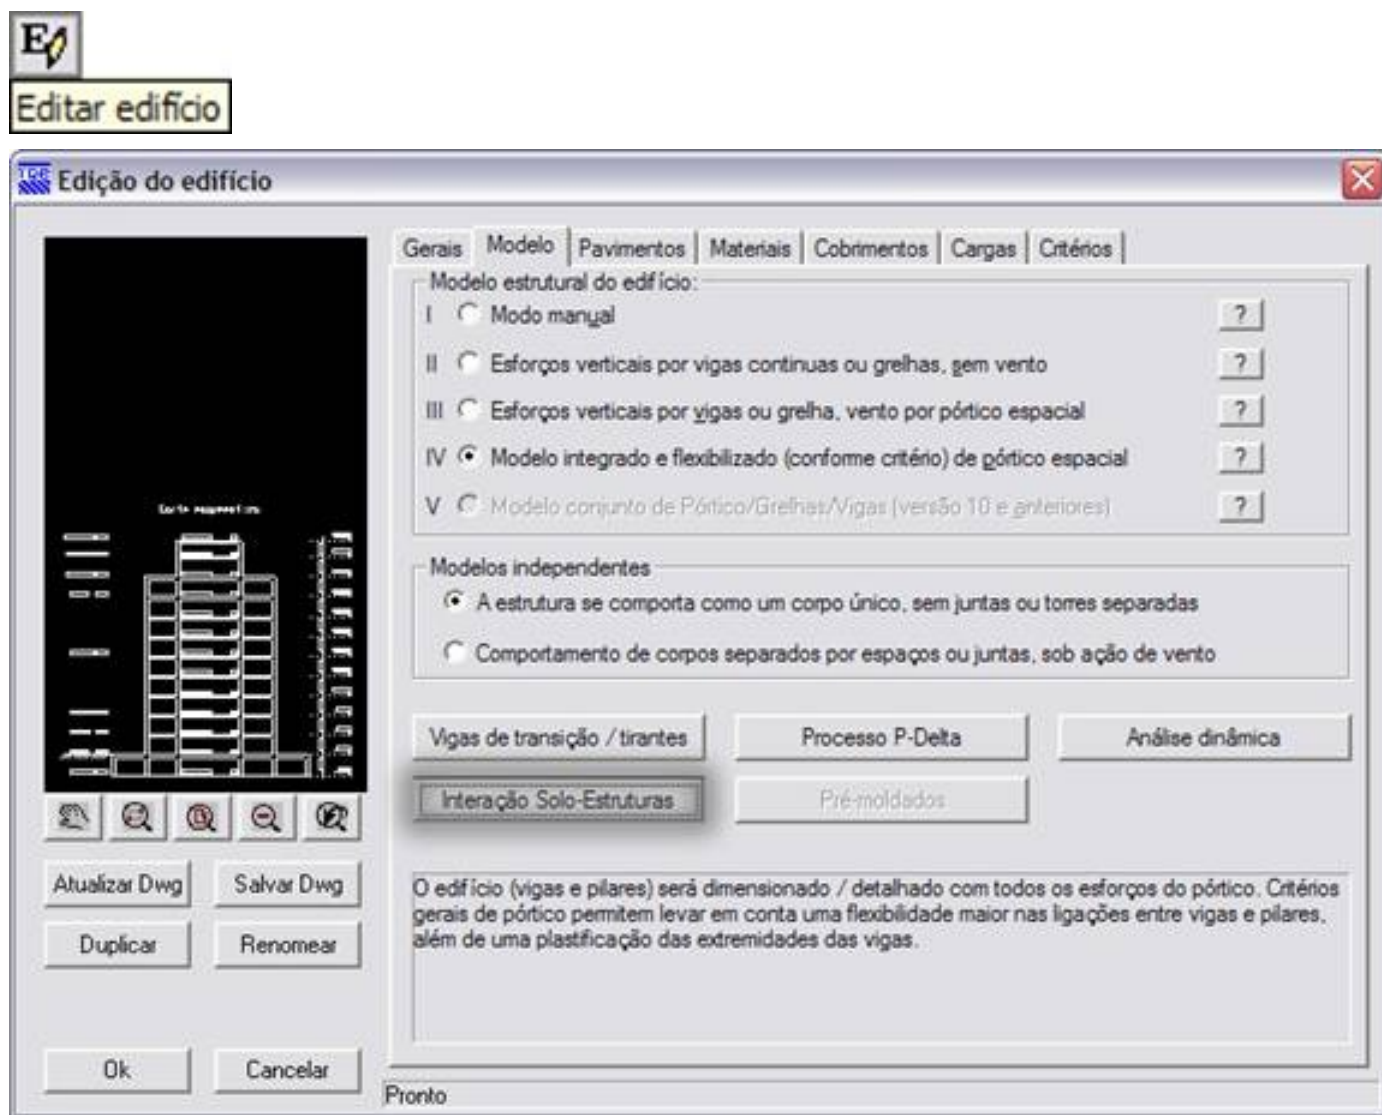 E
Editar edifício
TQS Edição do edifício
Gerais Modelo Pavimentos Materiais Cobrimentos Cargas Critérios
Modelo estrutural do edifício:
I Modo manual ?
II Esforços verticais por vigas continuas ou grelhas, sem vento ?
III Esforços verticais por vigas ou grelha, vento por pórtico espacial ?
IV Modelo integrado e flexibilizado (conforme critério) de pórtico espacial ?
V Modelo conjunto de Pórtico/Grelhas/Vigas (versão 10 e anteriores) ?
Modelos independentes
A estrutura se comporta como um corpo único, sem juntas ou torres separadas
Comportamento de corpos separados por espaços ou juntas, sob ação de vento
Vigas de transição / tirantes Processo P-Delta Análise dinâmica
Interação Solo-Estruturas Pré-moldados
Atualizar Dwg Salvar Dwg
Duplicar Renomear
O edifício (vigas e pilares) será dimensionado / detalhado com todos os esforços do pórtico. Critérios
gerais de pórtico permitem levar em conta uma flexibilidade maior nas ligações entre vigas e pilares,
além de uma plastificação das extremidades das vigas.
Ok Cancelar
Pronto